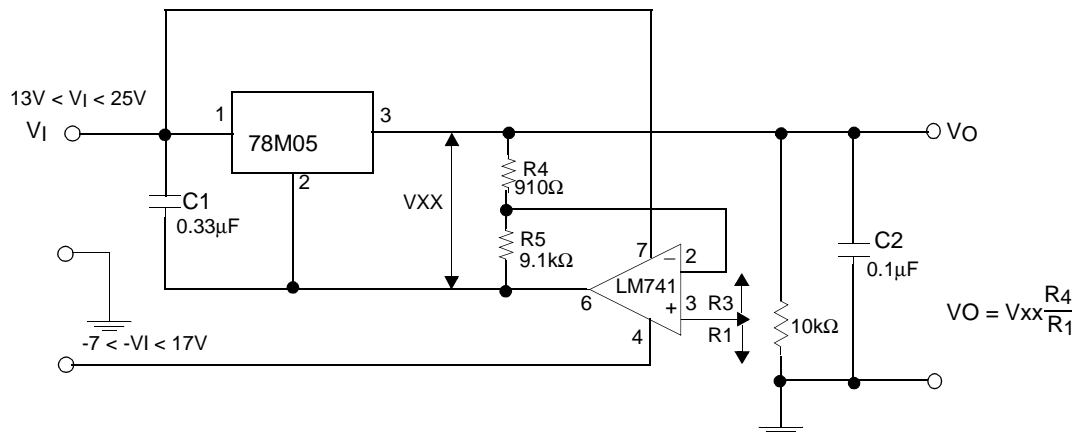 13V < VI < 25V
VI
1
78M05
3
2
VO
C1
0.33μF
VXX
R4
910Ω
R5
9.1kΩ
7
–
2
LM741
6
+
3
4
R3
R1
10kΩ
C2
0.1μF
VO = Vxx R4/R1
-7 < -VI < 17V